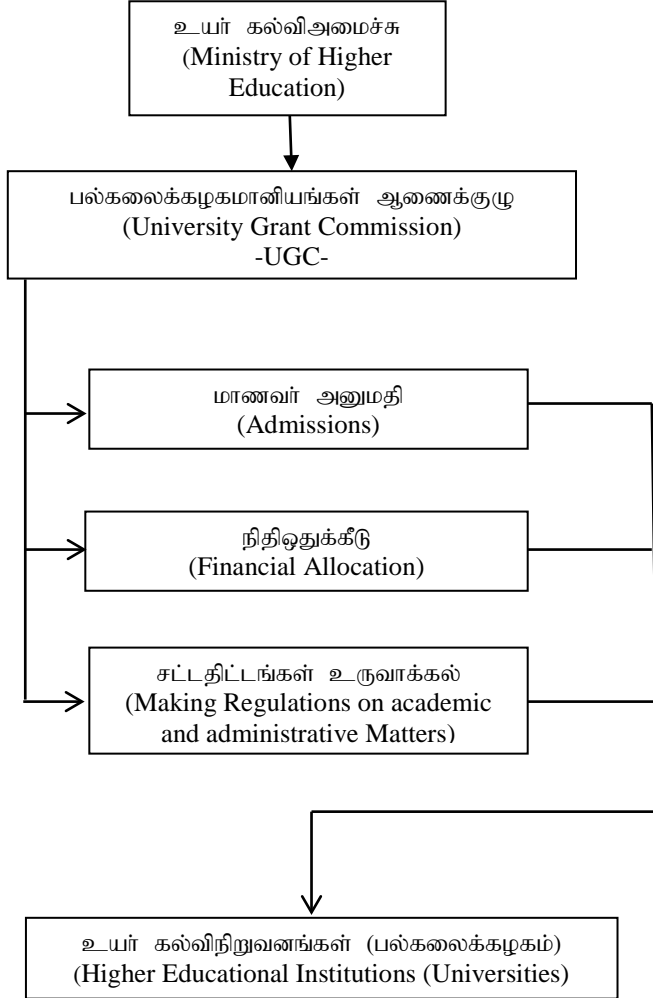 உயர் கல்விஅமைச்சு
(Ministry of Higher
Education)
பல்கலைக்கழகமானியங்கள் ஆணைக்குழு
(University Grant Commission)
-UGC-
மாணவர் அனுமதி
(Admissions)
நிதிஒதுக்கீடு
(Financial Allocation)
சட்டதிட்டங்கள் உருவாக்கல்
(Making Regulations on academic
and administrative Matters)
உயர் கல்விநிறுவனங்கள் (பல்கலைக்கழகம்)
(Higher Educational Institutions (Universities)